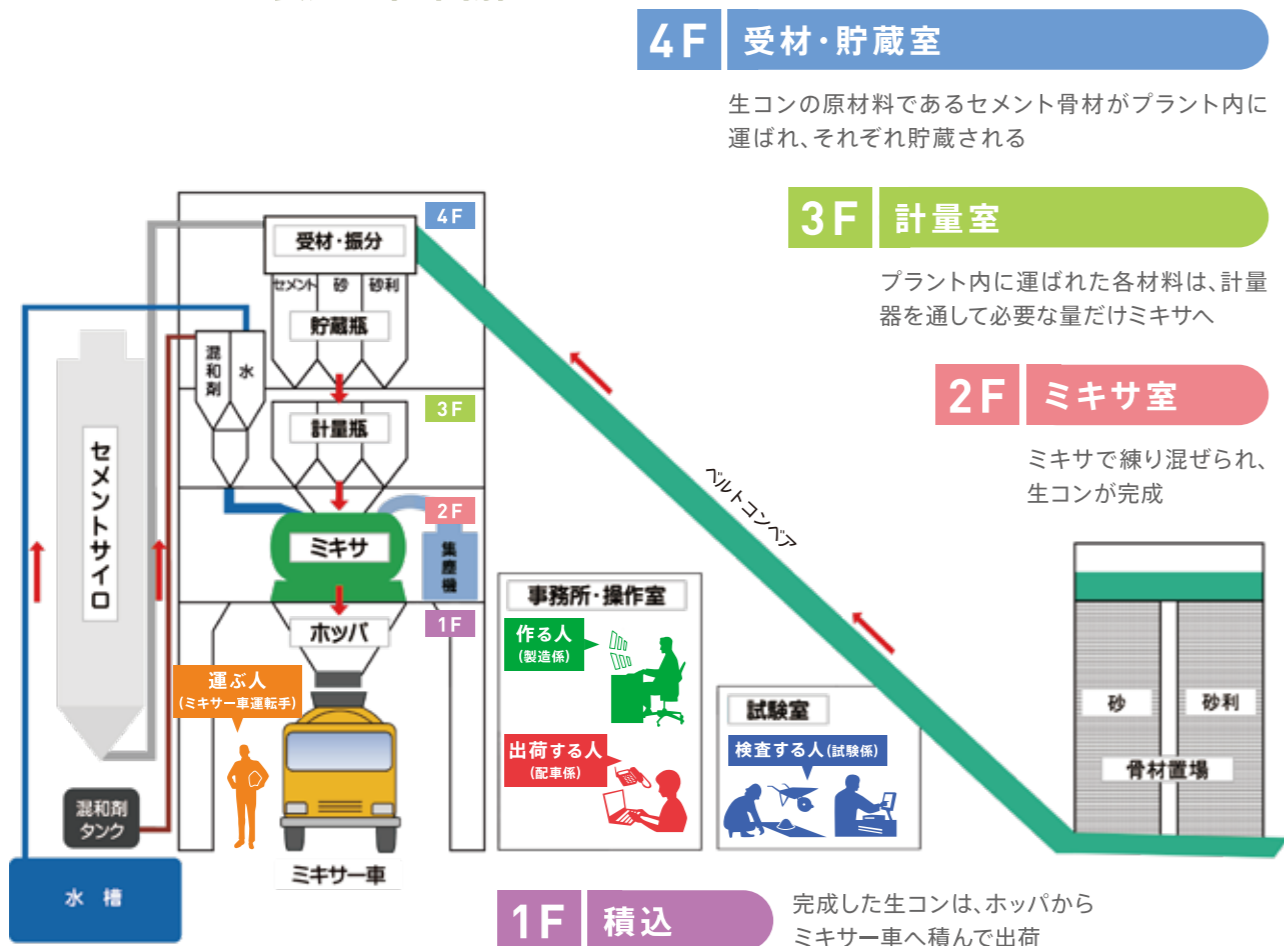 4F 受材・貯蔵室
生コンの原材料であるセメント骨材がプラント内に
運ばれ、それぞれ貯蔵される
3F 計量室
プラント内に運ばれた各材料は、計量
器を通して必要な量だけミキサへ
2F ミキサ室
ミキサで練り混ぜられ、
生コンが完成
4F
受材・振分
セメント 砂 砂利
貯蔵瓶
混和剤 水
3F
計量瓶
セメントサイロ
2F
ミキサ
集塵機
ベルトコンベア
1F
ホッパ
運ぶ人
(ミキサー車運転手)
事務所・操作室
作る人
(製造係)
出荷する人
(配車係)
試験室
検査する人(試験係)
砂 砂利
骨材置場
混和剤
タンク
ミキサー車
水槽
1F 積込
完成した生コンは、ホッパから
ミキサー車へ積んで出荷